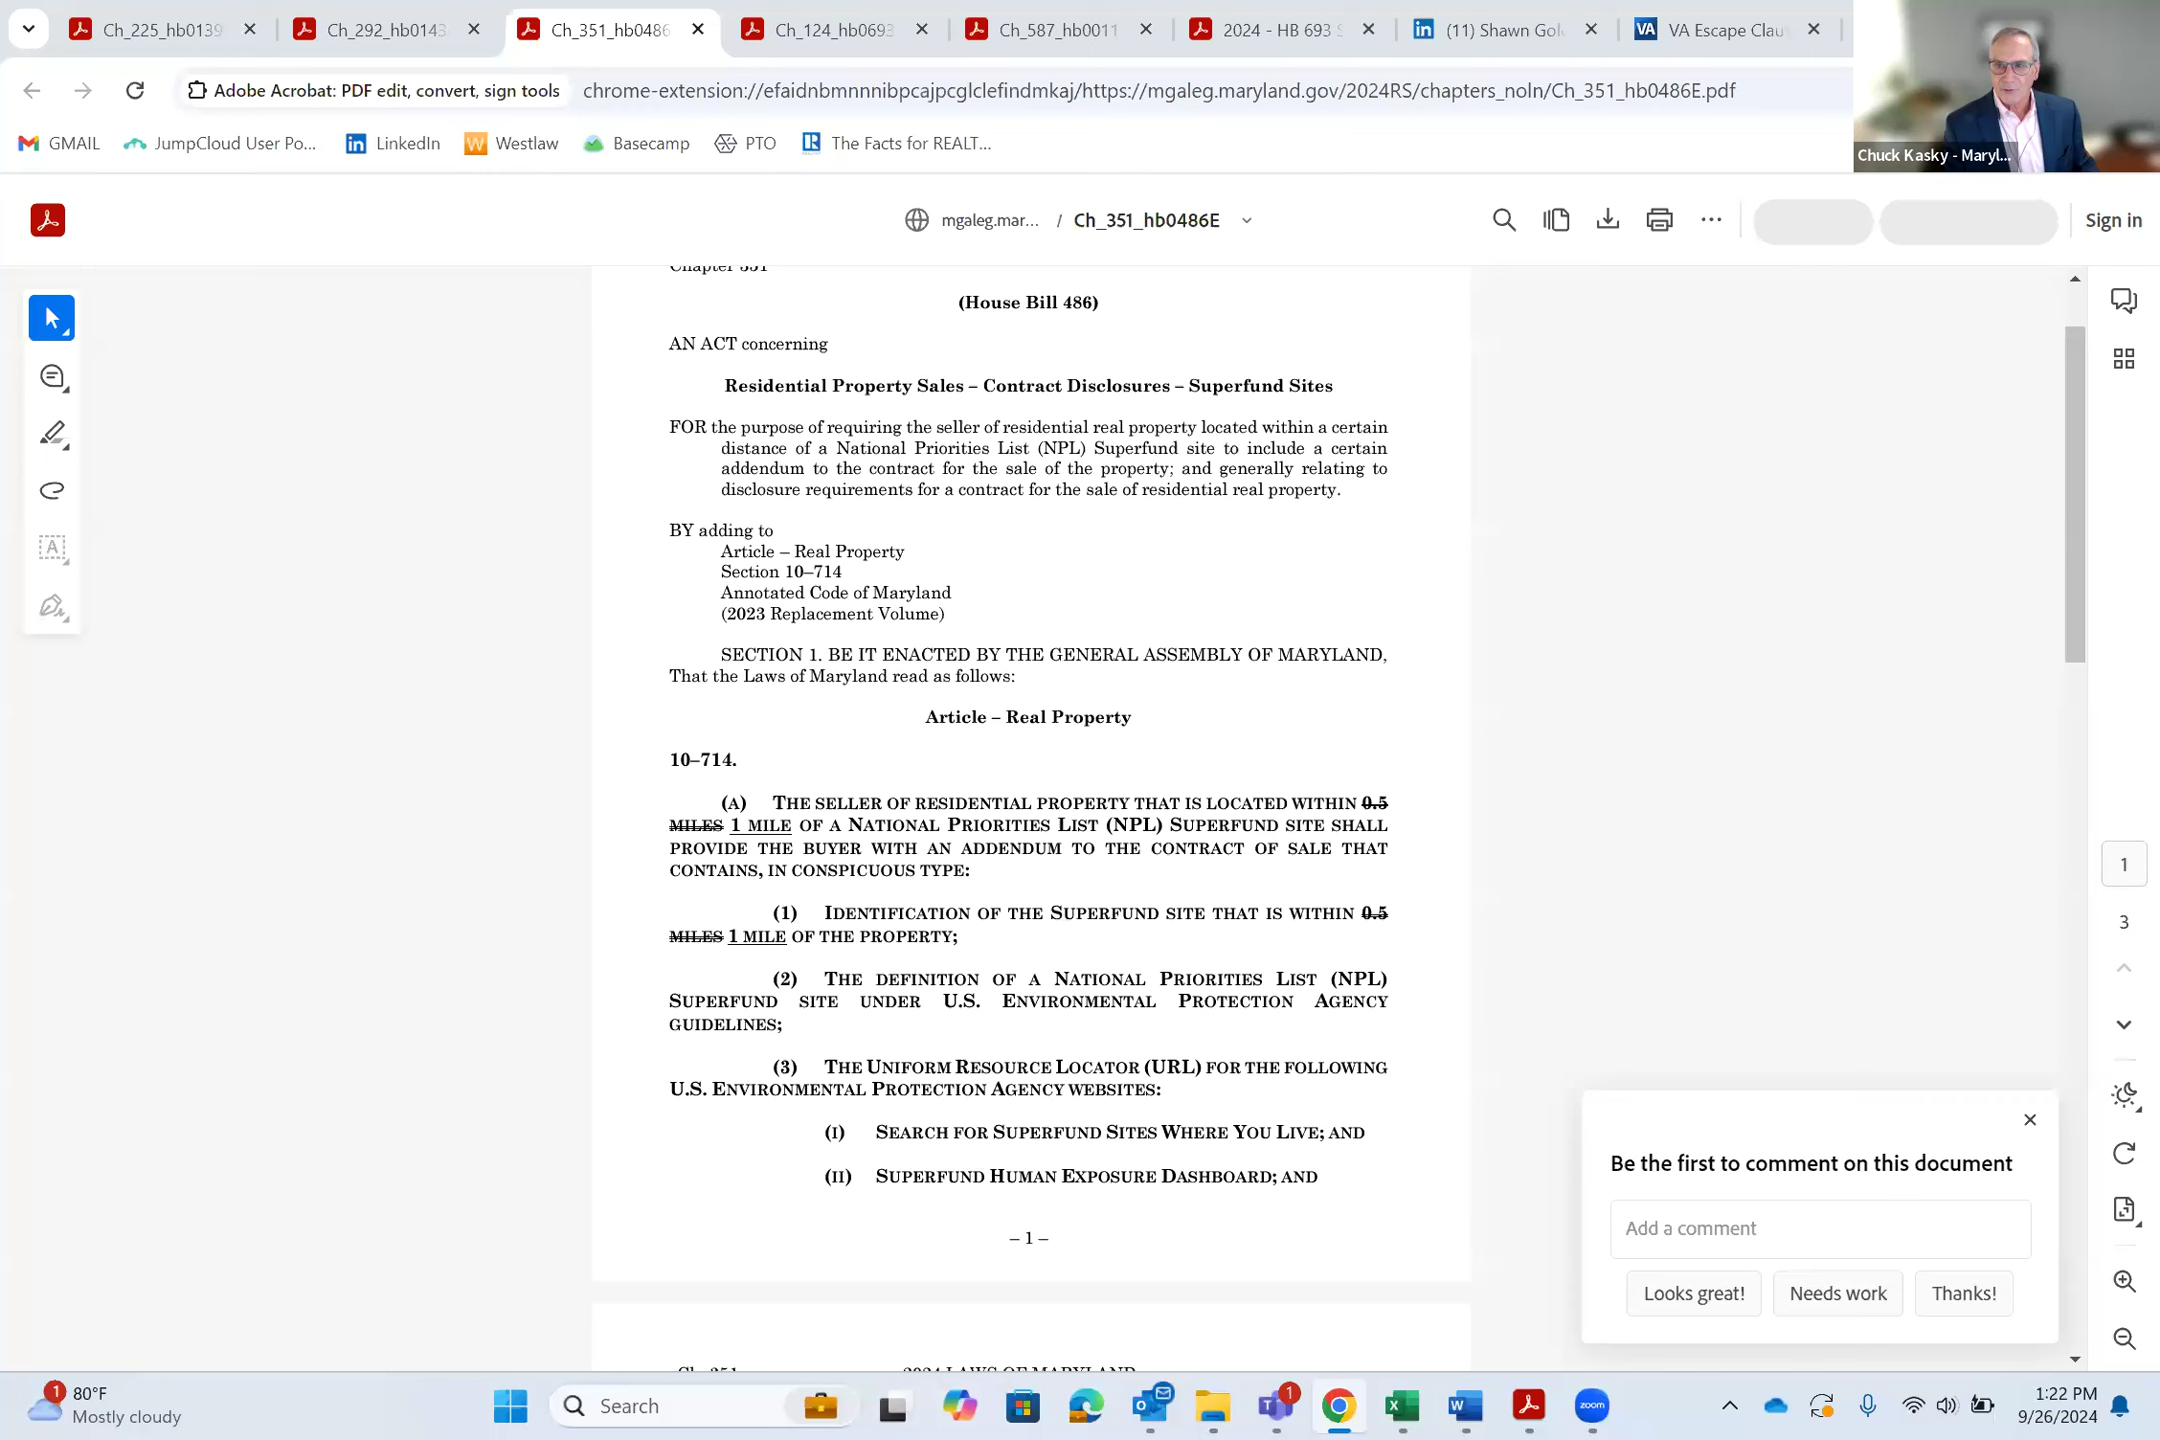 Ch_225_hb0139
Ch_292_hb0143
Ch_351_hb0486
Ch_124_hb0693
Ch_587_hb0011
2024 - HB 693 S
(11) Shawn Gol
VA
VA Escape Clau
Adobe Acrobat: PDF edit, convert, sign tools
chrome-extension://efaidnbmnnnibpcajpcglclefindmkaj/https://mgaleg.maryland.gov/2024RS/chapters_noln/Ch_351_hb0486E.pdf
GMAIL
JumpCloud User Po...
LinkedIn
Westlaw
Basecamp
PTO
The Facts for REALT...
Chuck Kasky - Maryl...
mgaleg.mar... / Ch_351_hb0486E
Sign in
Chapter 351
(House Bill 486)
AN ACT concerning
Residential Property Sales – Contract Disclosures – Superfund Sites
FOR the purpose of requiring the seller of residential real property located within a certain
distance of a National Priorities List (NPL) Superfund site to include a certain
addendum to the contract for the sale of the property; and generally relating to
disclosure requirements for a contract for the sale of residential real property.
BY adding to
Article – Real Property
Section 10–714
Annotated Code of Maryland
(2023 Replacement Volume)
SECTION 1. BE IT ENACTED BY THE GENERAL ASSEMBLY OF MARYLAND,
That the Laws of Maryland read as follows:
Article – Real Property
10–714.
(A) THE SELLER OF RESIDENTIAL PROPERTY THAT IS LOCATED WITHIN 0.5
MILES 1 MILE OF A NATIONAL PRIORITIES LIST (NPL) SUPERFUND SITE SHALL
PROVIDE THE BUYER WITH AN ADDENDUM TO THE CONTRACT OF SALE THAT
CONTAINS, IN CONSPICUOUS TYPE:
(1) IDENTIFICATION OF THE SUPERFUND SITE THAT IS WITHIN 0.5
MILES 1 MILE OF THE PROPERTY;
(2) THE DEFINITION OF A NATIONAL PRIORITIES LIST (NPL)
SUPERFUND SITE UNDER U.S. ENVIRONMENTAL PROTECTION AGENCY
GUIDELINES;
(3) THE UNIFORM RESOURCE LOCATOR (URL) FOR THE FOLLOWING
U.S. ENVIRONMENTAL PROTECTION AGENCY WEBSITES:
(I) SEARCH FOR SUPERFUND SITES WHERE YOU LIVE; AND
(II) SUPERFUND HUMAN EXPOSURE DASHBOARD; AND
– 1 –
Ch. 351 2024 LAWS OF MARYLAND
1
3
Be the first to comment on this document
Add a comment
Looks great!
Needs work
Thanks!
1
80°F
Mostly cloudy
Search
1
zoom
1:22 PM
9/26/2024